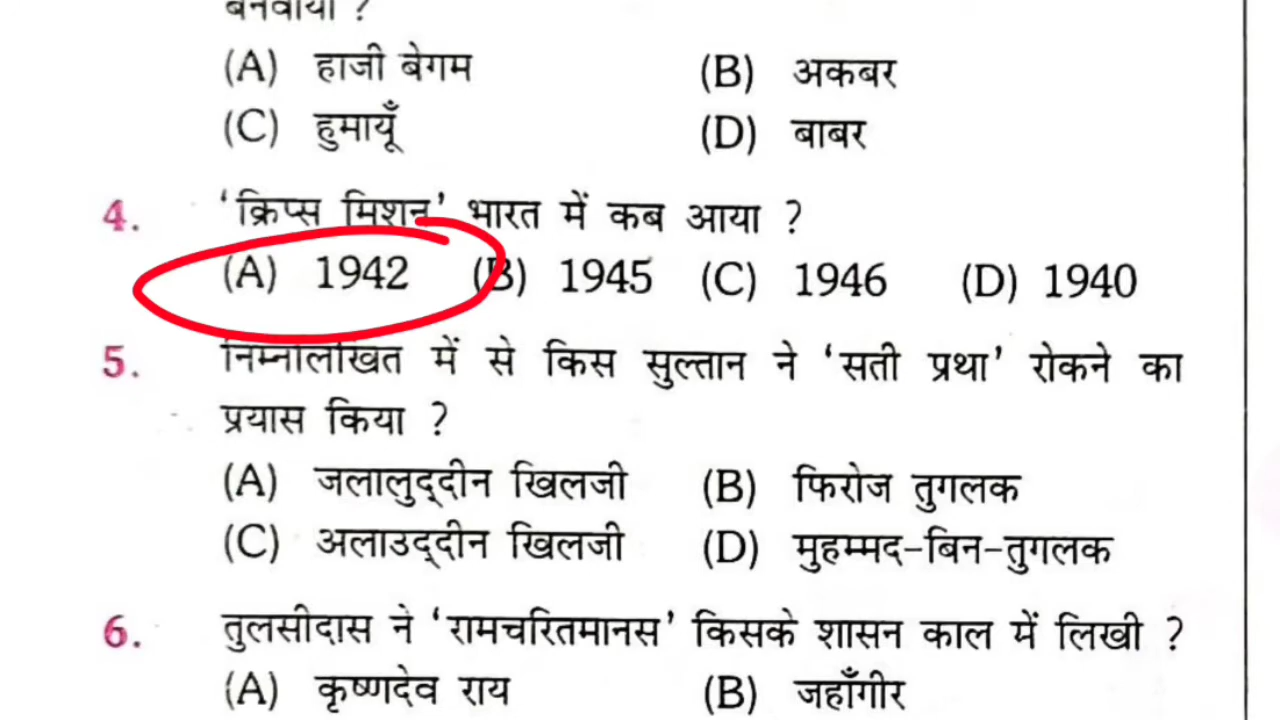 बनवाया ?
(A) हाजी बेगम (B) अकबर
(C) हुमायूँ (D) बाबर
4. ‘क्रिप्स मिशन’ भारत में कब आया ?
(A) 1942 (B) 1945 (C) 1946 (D) 1940
5. निम्नलिखित में से किस सुल्तान ने ‘सती प्रथा’ रोकने का
प्रयास किया ?
(A) जलालुद्दीन खिलजी (B) फिरोज तुगलक
(C) अलाउद्दीन खिलजी (D) मुहम्मद-बिन-तुगलक
6. तुलसीदास ने ‘रामचरितमानस’ किसके शासन काल में लिखी ?
(A) कृष्णदेव राय (B) जहाँगीर